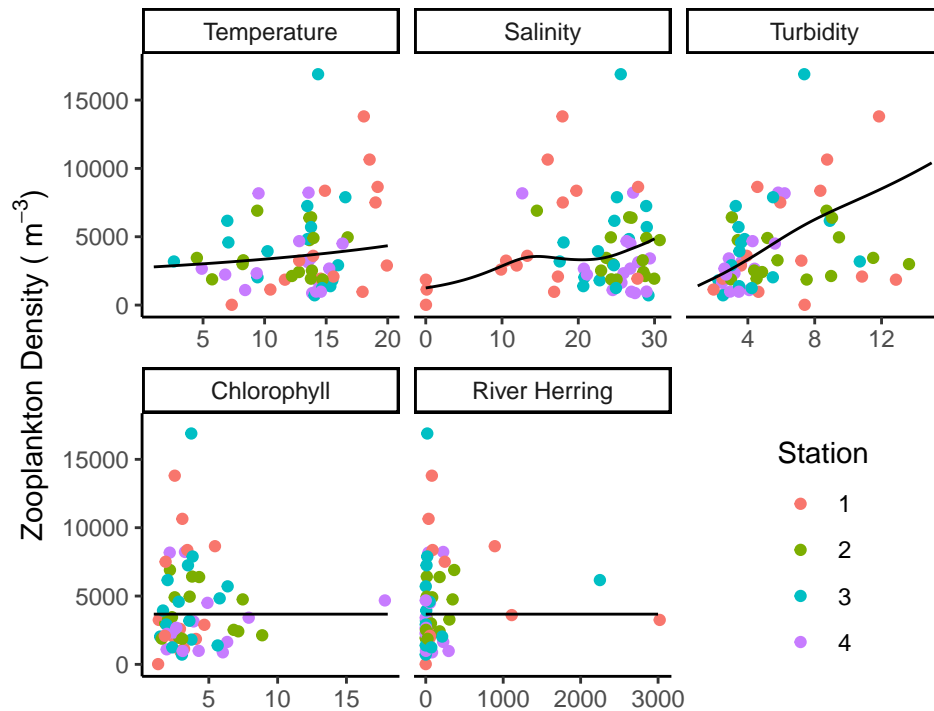 Temperature Salinity Turbidity
15000
10000
5000
0
5 10 15 20 0 10 20 30 4 8 12
Chlorophyll River Herring
15000
10000
5000
0
5 10 15 0 1000 2000 3000
Zooplankton Density ( m⁻³)
Station
1
2
3
4